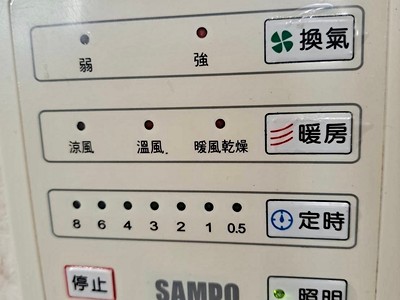 弱 強 換氣
涼風 溫風. 暖風乾燥 暖房
8 6 4 3 2 1 0.5 定時
停止 SAMPO 照明